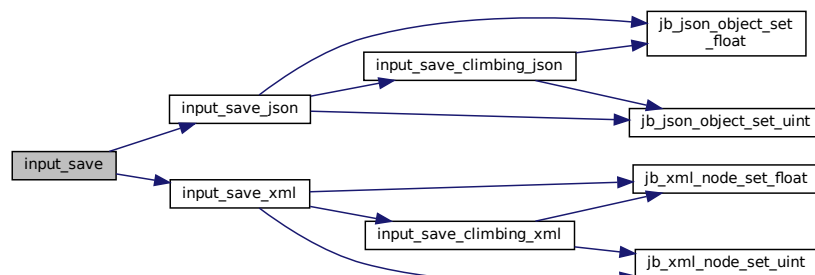 jb_json_object_set
_float
input_save_climbing_json
input_save_json
jb_json_object_set_uint
input_save
jb_xml_node_set_float
input_save_xml
input_save_climbing_xml
jb_xml_node_set_uint